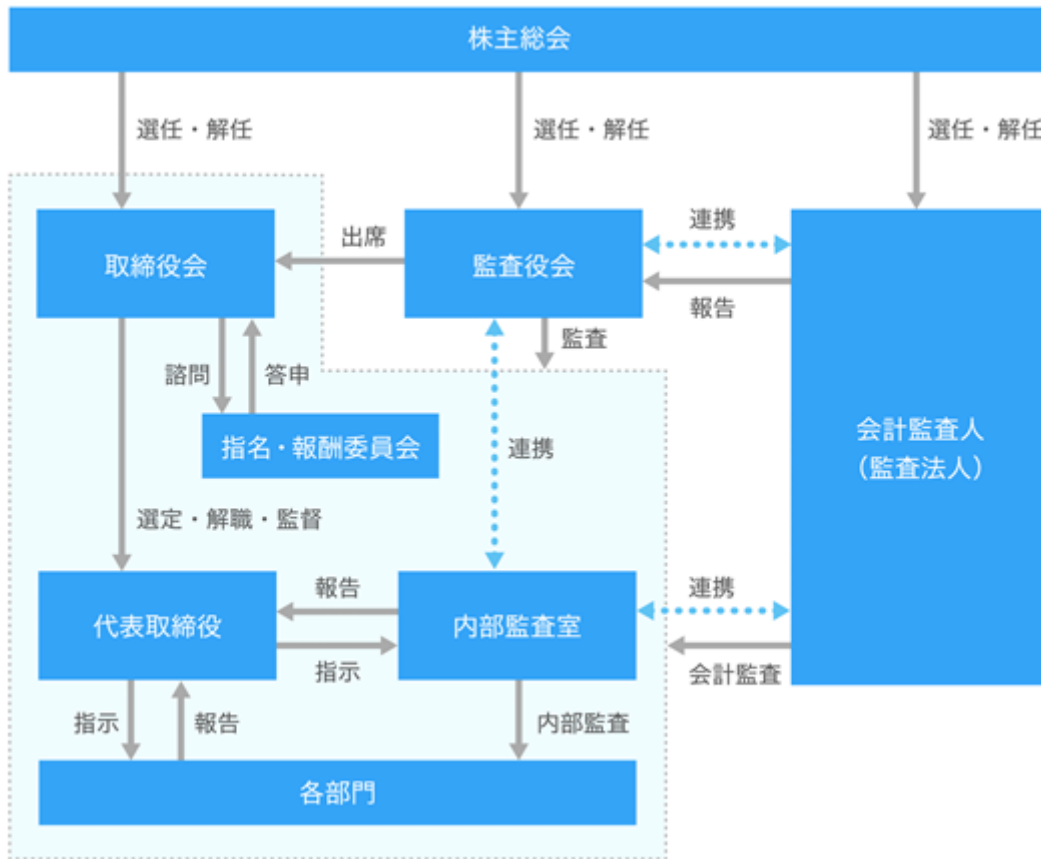 株主総会
選任・解任
選任・解任
選任・解任
取締役会
出席
監査役会
連携
報告
監査
諮問
答申
指名・報酬委員会
連携
会計監査人
（監査法人）
選定・解職・監督
代表取締役
報告
指示
内部監査室
連携
会計監査
指示
報告
内部監査
各部門